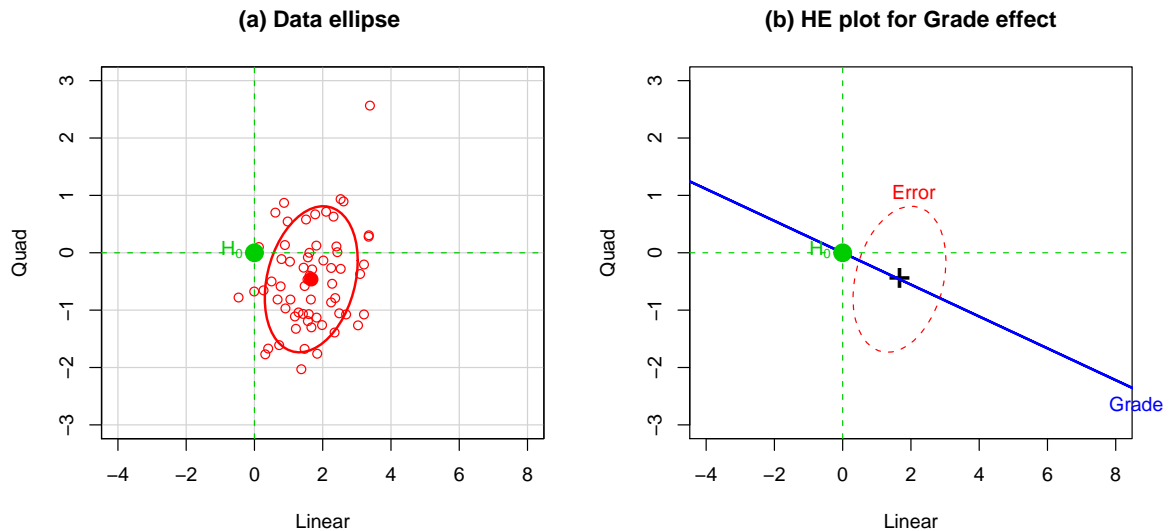 (a) Data ellipse
3
2
1
0
−1
−2
−3
Quad
H0
−4 −2 0 2 4 6 8
Linear
(b) HE plot for Grade effect
3
2
1
0
−1
−2
−3
Quad
Error
H0
Grade
−4 −2 0 2 4 6 8
Linear